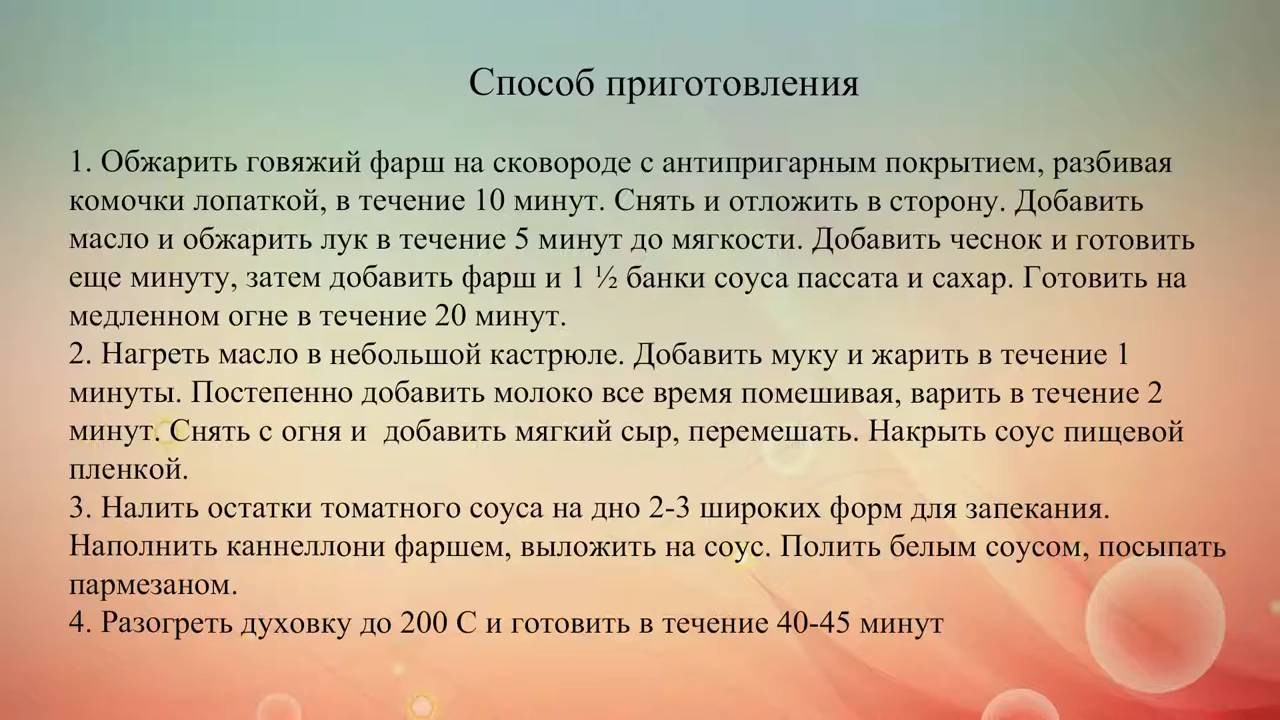 Способ приготовления
1. Обжарить говяжий фарш на сковороде с антипригарным покрытием, разбивая
комочки лопаткой, в течение 10 минут. Снять и отложить в сторону. Добавить
масло и обжарить лук в течение 5 минут до мягкости. Добавить чеснок и готовить
еще минуту, затем добавить фарш и 1 ½ банки соуса пассата и сахар. Готовить на
медленном огне в течение 20 минут.
2. Нагреть масло в небольшой кастрюле. Добавить муку и жарить в течение 1
минуты. Постепенно добавить молоко все время помешивая, варить в течение 2
минут. Снять с огня и  добавить мягкий сыр, перемешать. Накрыть соус пищевой
пленкой.
3. Налить остатки томатного соуса на дно 2-3 широких форм для запекания.
Наполнить каннеллони фаршем, выложить на соус. Полить белым соусом, посыпать
пармезаном.
4. Разогреть духовку до 200 С и готовить в течение 40-45 минут